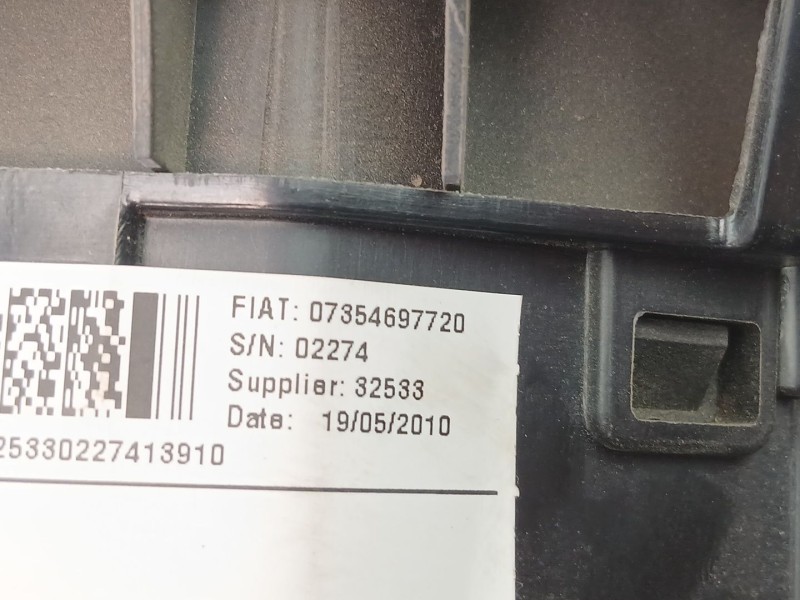 FIAT: 07354697720
S/N: 02274
Supplier: 32533
Date: 19/05/2010
25330227413910